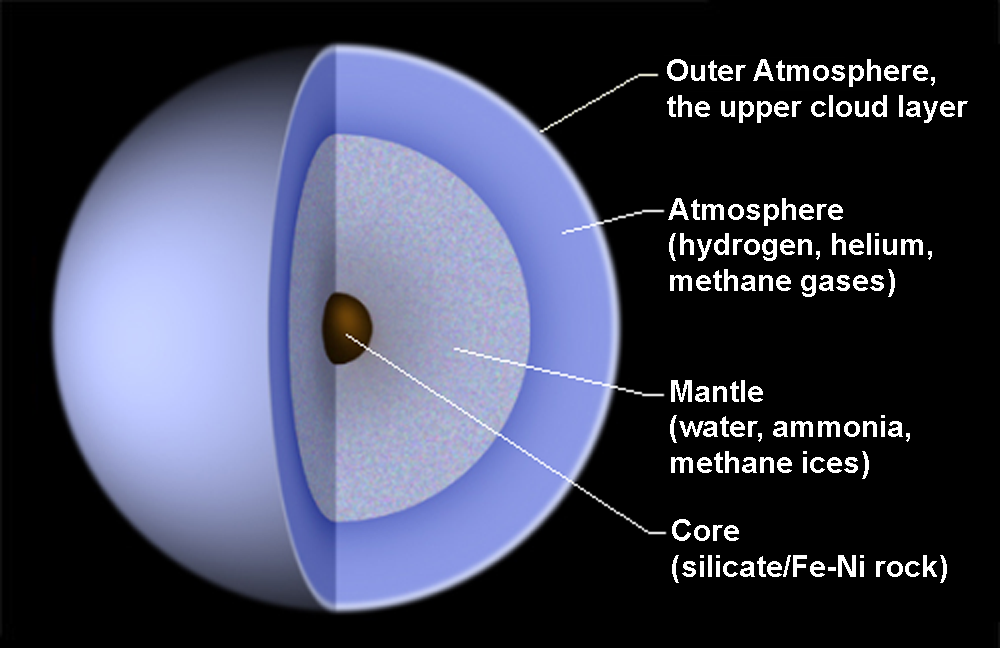 Outer Atmosphere,
the upper cloud layer
Atmosphere
(hydrogen, helium,
methane gases)
Mantle
(water, ammonia,
methane ices)
Core
(silicate/Fe-Ni rock)